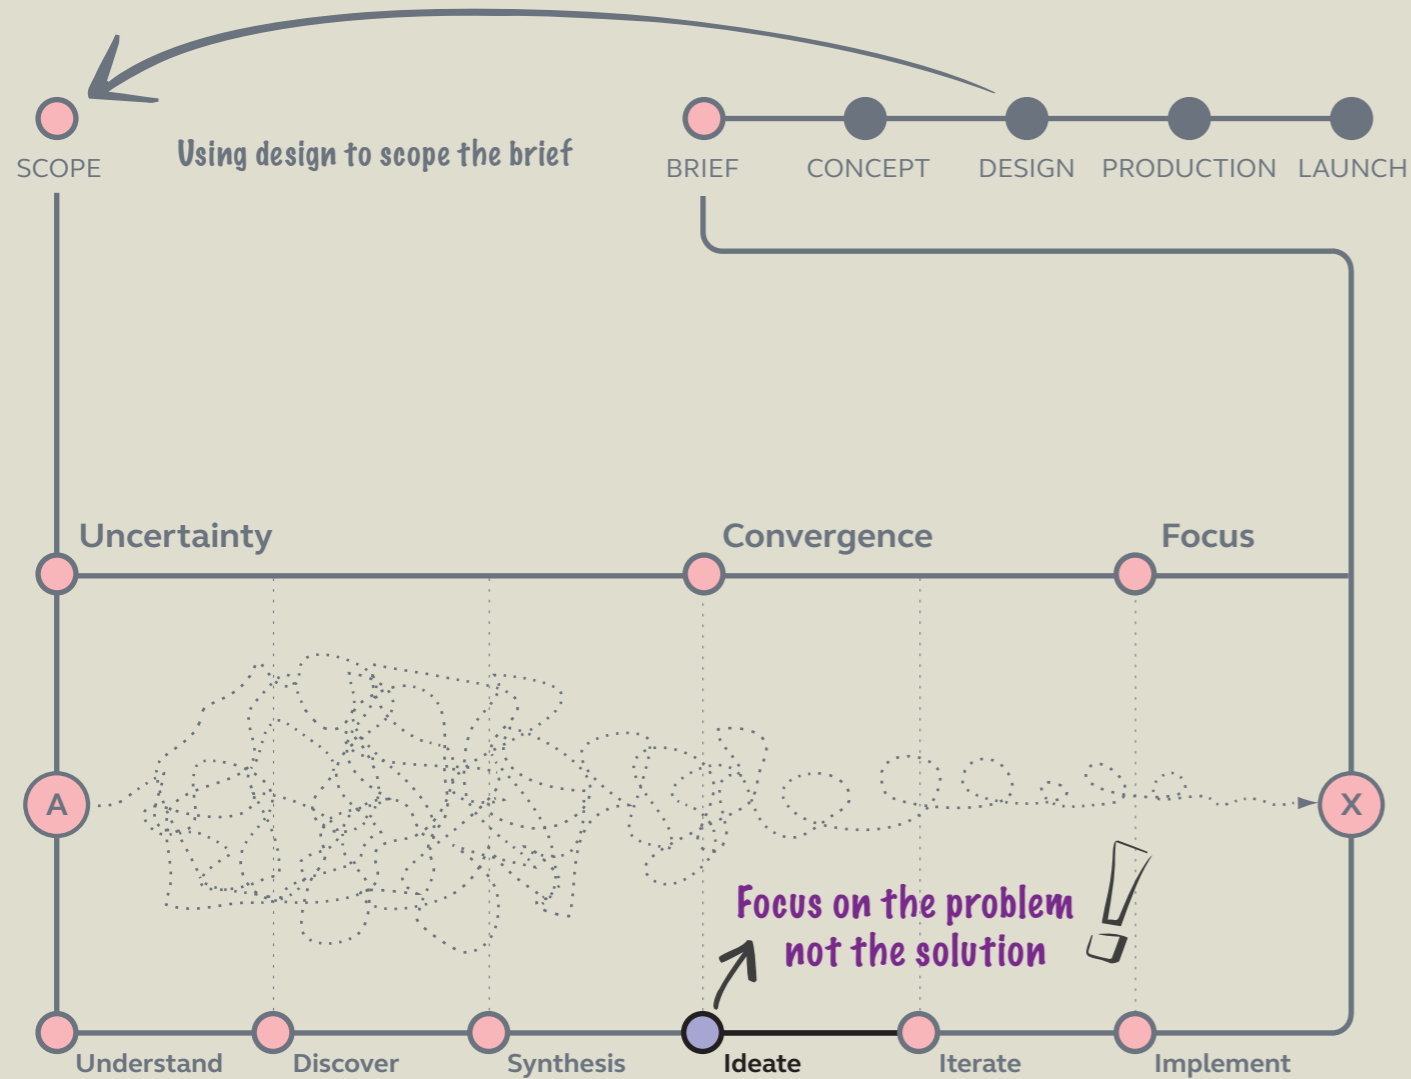 SCOPE
Using design to scope the brief
BRIEF
CONCEPT
DESIGN
PRODUCTION
LAUNCH
Uncertainty
Convergence
Focus
A
X
Focus on the problem
not the solution
!
Understand
Discover
Synthesis
Ideate
Iterate
Implement